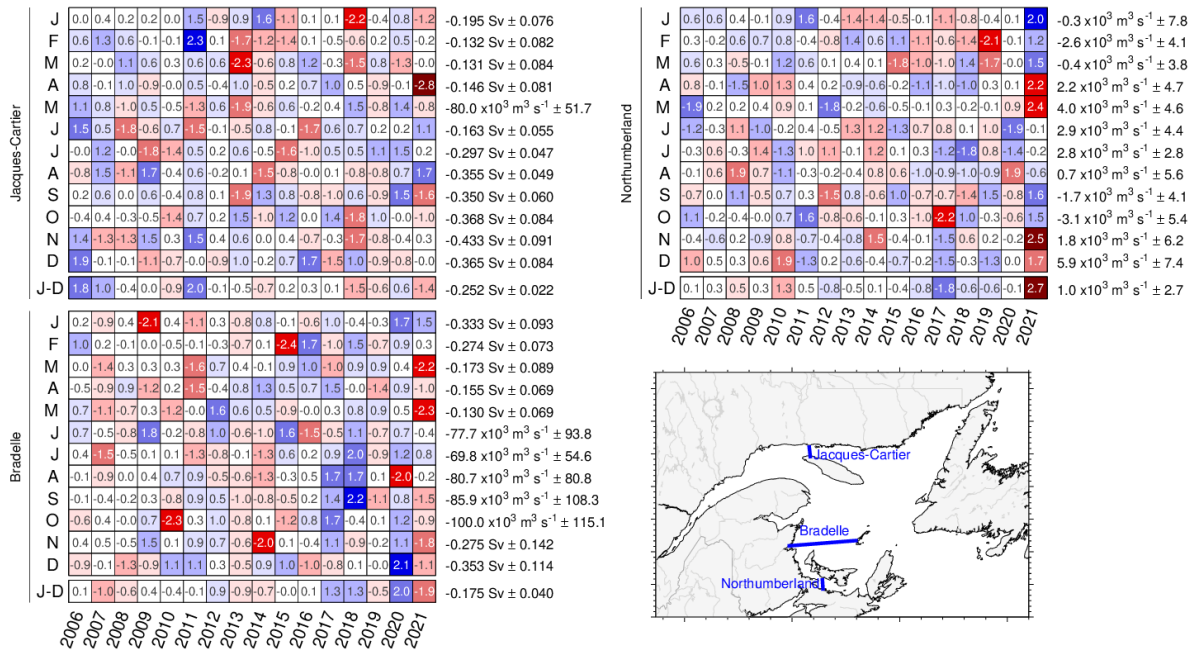 Jacques-Cartier
J 0.0 0.4 0.2 0.2 0.0 1.5 -0.9 0.9 1.6 -1.1 0.1 0.1 -2.2 -0.4 0.8 -1.2 -0.195 Sv ± 0.076
F 0.6 1.3 0.6 -0.1 -0.1 2.3 0.1 -1.7 -1.2 -1.4 0.1 -0.5 -0.6 0.2 0.5 -0.2 -0.132 Sv ± 0.082
M 0.2 -0.0 1.1 0.6 0.3 0.6 0.6 -2.3 -0.6 0.8 1.2 -0.3 -1.5 0.8 -1.3 -0.0 -0.131 Sv ± 0.084
A 0.8 -0.1 1.0 -0.9 -0.0 0.5 -0.5 -0.2 0.2 0.7 1.0 0.5 -0.9 -0.1 -2.8 -0.146 Sv ± 0.081
M 1.1 0.8 -1.0 0.5 -0.5 -1.3 0.6 -1.9 -0.6 0.6 -0.2 -0.4 1.5 -0.8 1.4 -0.8 -80.0 x10³ m³ s⁻¹ ± 51.7
J 1.5 0.5 -1.8 -0.6 0.7 -1.5 -0.1 -0.5 0.8 -0.1 -1.7 0.6 0.7 0.2 0.2 1.1 -0.163 Sv ± 0.055
J -0.0 1.2 -0.0 -1.8 -1.4 0.5 0.2 0.6 -0.5 -1.6 -1.0 0.5 -0.5 1.1 1.5 0.2 -0.297 Sv ± 0.047
A -0.8 1.5 -1.1 1.7 -0.4 0.6 -0.2 0.1 -1.5 -0.8 0.4 -0.2 -0.8 -0.4 0.7 1.7 -0.355 Sv ± 0.049
S 0.2 0.6 0.0 -0.6 -0.4 0.8 0.1 -1.9 1.3 0.8 -0.6 0.8 -1.0 -0.6 1.5 -1.6 -0.350 Sv ± 0.060
O -0.4 0.4 -0.3 -0.5 -1.4 0.7 0.2 1.5 -1.0 1.2 0.0 1.4 -1.8 1.0 -0.0 -1.0 -0.368 Sv ± 0.084
N 1.4 -1.3 -1.3 1.5 0.3 1.5 0.4 0.6 0.0 0.4 -0.7 -0.3 -1.7 -0.8 -0.4 0.3 -0.433 Sv ± 0.091
D 1.9 -0.1 0.2 -1.1 -0.7 -0.0 -0.9 1.0 -0.2 1.2 1.7 1.0 -0.9 -0.8 -0.0 -0.365 Sv ± 0.084
J-D 1.8 1.0 -0.4 0.0 -0.9 2.0 -0.1 -0.5 -0.7 0.2 0.3 0.1 -1.5 -0.6 0.6 -1.4 -0.252 Sv ± 0.022
Bradelle
J 0.2 -0.9 0.4 -2.1 0.4 -1.1 0.3 -0.8 0.8 -0.1 -0.6 1.0 -0.4 -0.3 1.7 1.5 -0.333 Sv ± 0.093
F 1.0 0.2 -0.1 0.0 -0.5 -0.1 -0.3 -0.7 0.1 -2.4 1.7 -1.0 1.5 -0.7 0.9 0.3 -0.274 Sv ± 0.073
M 0.0 -1.4 0.3 -0.3 -0.6 -1.6 0.7 0.4 -0.1 0.9 1.0 -1.0 0.9 0.9 0.4 -2.2 -0.173 Sv ± 0.089
A -0.5 -0.9 0.9 -1.2 0.2 -1.5 -0.4 0.8 1.3 0.5 0.7 1.5 -0.0 -1.4 0.9 -1.0 -0.155 Sv ± 0.069
M 0.7 -1.1 -0.7 0.3 -1.2 -0.0 1.6 0.6 0.5 -0.9 -0.0 0.3 0.8 0.9 0.5 -2.3 -0.130 Sv ± 0.069
J 0.7 -0.5 -0.8 1.8 -0.2 -0.8 1.0 -0.6 -1.0 1.6 -1.5 -0.5 1.1 -0.7 0.7 -0.4 -77.7 x10³ m³ s⁻¹ ± 93.8
J 0.4 -1.5 -0.5 0.1 -0.3 -1.3 -0.8 0.1 -1.3 0.6 0.2 0.9 2.0 -0.9 1.2 0.8 -69.8 x10³ m³ s⁻¹ ± 54.6
A -0.1 -0.9 0.0 -0.4 0.7 0.9 -0.5 -0.6 -1.3 -0.3 0.6 1.7 1.7 0.1 -2.0 -0.2 -80.7 x10³ m³ s⁻¹ ± 80.8
S -0.1 -0.4 0.2 -0.3 -0.8 0.9 0.5 -1.0 -0.8 -0.5 0.2 1.4 2.2 -1.1 0.8 -1.5 -85.9 x10³ m³ s⁻¹ ± 108.3
O -0.6 0.4 -0.0 0.7 -2.3 0.3 1.0 -0.8 0.1 -1.2 0.8 1.7 -0.4 0.1 1.2 -0.9 -100.0 x10³ m³ s⁻¹ ± 115.1
N 0.4 0.5 -0.5 1.5 0.1 0.9 0.7 -0.6 -2.0 0.4 -0.4 1.1 -0.9 -0.2 1.1 -1.8 -0.275 Sv ± 0.142
D 0.8 -0.9 -1.3 -0.9 1.1 1.1 0.3 -0.8 -0.5 0.9 -1.0 -1.0 0.8 -0.4 2.1 -1.1 -0.353 Sv ± 0.114
J-D 0.1 -1.0 -0.6 0.4 -0.4 -0.1 0.9 -0.9 -0.7 -0.0 0.1 1.3 1.3 -0.5 2.0 -1.9 -0.175 Sv ± 0.040
2006 2007 2008 2009 2010 2011 2012 2013 2014 2015 2016 2017 2018 2019 2020 2021
Northumberland
J 0.6 0.6 -0.4 -0.1 0.6 1.6 0.4 -1.4 -1.4 -0.5 0.3 -1.1 -0.8 -0.4 0.1 2.0 -0.3 x10³ m³ s⁻¹ ± 7.8
F 0.3 -0.2 0.6 0.7 -0.8 0.4 -0.8 1.4 0.6 1.1 -1.1 -0.6 -1.4 -2.1 -0.1 1.2 -2.6 x10³ m³ s⁻¹ ± 4.1
M 0.6 0.3 -0.5 -0.1 1.2 0.6 0.1 0.4 0.8 -1.8 -1.0 -1.6 0.4 -1.7 -0.0 1.5 -0.4 x10³ m³ s⁻¹ ± 3.8
A 0.2 -0.8 -1.5 1.0 1.0 -0.4 0.5 -0.2 -0.1 -0.9 0.3 -1.1 -0.4 0.2 2.2 2.2 x10³ m³ s⁻¹ ± 4.7
M -1.9 0.2 -0.2 -0.4 0.9 0.1 -1.8 0.2 -0.6 -0.5 -1.0 -1.0 0.1 0.9 2.4 4.0 x10³ m³ s⁻¹ ± 4.6
J -1.2 -0.3 1.1 -1.0 -0.2 0.4 -0.3 1.3 1.2 -1.3 0.7 0.8 0.1 1.0 -1.9 -0.1 2.9 x10³ m³ s⁻¹ ± 4.4
J -0.3 0.6 -0.3 1.4 -1.3 0.6 1.1 0.1 1.2 0.1 0.3 -1.2 -1.8 0.8 -1.4 -0.2 2.8 x10³ m³ s⁻¹ ± 2.8
A -0.1 0.6 1.9 0.7 -1.1 0.4 -0.7 0.3 0.6 -1.0 -0.1 -0.9 -1.0 -0.9 1.9 -0.6 0.7 x10³ m³ s⁻¹ ± 5.6
S -0.7 0.0 1.1 -0.5 -0.7 0.8 -1.5 0.8 -0.6 1.0 -0.7 -0.7 -1.4 1.5 -0.8 1.6 -1.7 x10³ m³ s⁻¹ ± 4.1
O 1.1 -0.2 -0.4 -0.7 1.1 1.6 -0.8 0.6 -0.1 0.3 -1.0 -2.2 1.0 -0.3 -0.6 1.5 -3.1 x10³ m³ s⁻¹ ± 5.4
N -0.4 -0.6 0.2 -0.9 0.8 -0.7 -0.4 -0.8 1.5 -0.4 -0.1 -1.5 0.6 0.2 -0.2 2.5 1.8 x10³ m³ s⁻¹ ± 6.2
D 1.0 0.5 -0.3 0.6 1.9 -1.3 0.2 -0.6 -0.3 -1.2 0.5 -1.5 -0.3 -1.3 0.0 1.7 5.9 x10³ m³ s⁻¹ ± 7.4
J-D 0.1 0.3 0.5 -0.3 1.3 0.5 -0.8 0.5 -0.1 -0.4 -0.7 -1.8 -0.6 -0.6 -0.1 2.7 1.0 x10³ m³ s⁻¹ ± 2.7
2006 2007 2008 2009 2010 2011 2012 2013 2014 2015 2016 2017 2018 2019 2020 2021
Jacques-Cartier
Bradelle
Northumberland